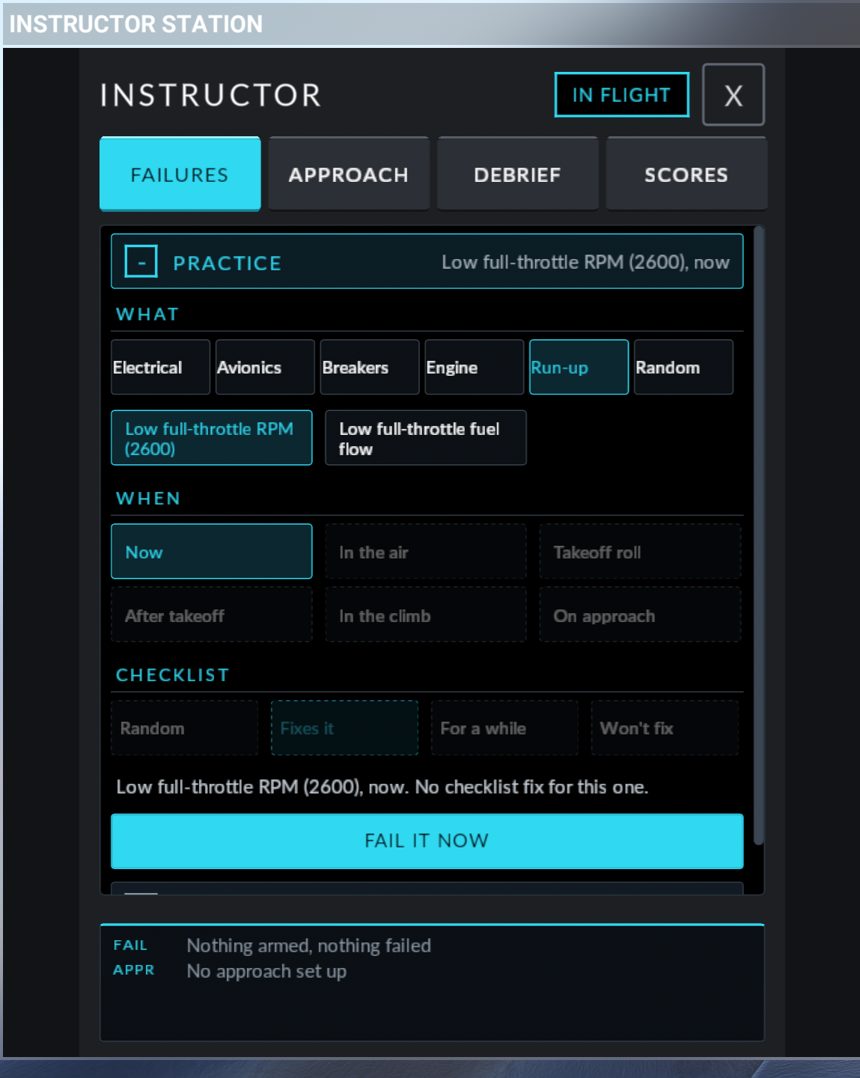 INSTRUCTOR STATION
INSTRUCTOR
IN FLIGHT
X
FAILURES
APPROACH
DEBRIEF
SCORES
- PRACTICE
Low full-throttle RPM (2600), now
WHAT
Electrical
Avionics
Breakers
Engine
Run-up
Random
Low full-throttle RPM
(2600)
Low full-throttle fuel
flow
WHEN
Now
In the air
Takeoff roll
After takeoff
In the climb
On approach
CHECKLIST
Random
Fixes it
For a while
Won't fix
Low full-throttle RPM (2600), now. No checklist fix for this one.
FAIL IT NOW
FAIL Nothing armed, nothing failed
APPR No approach set up